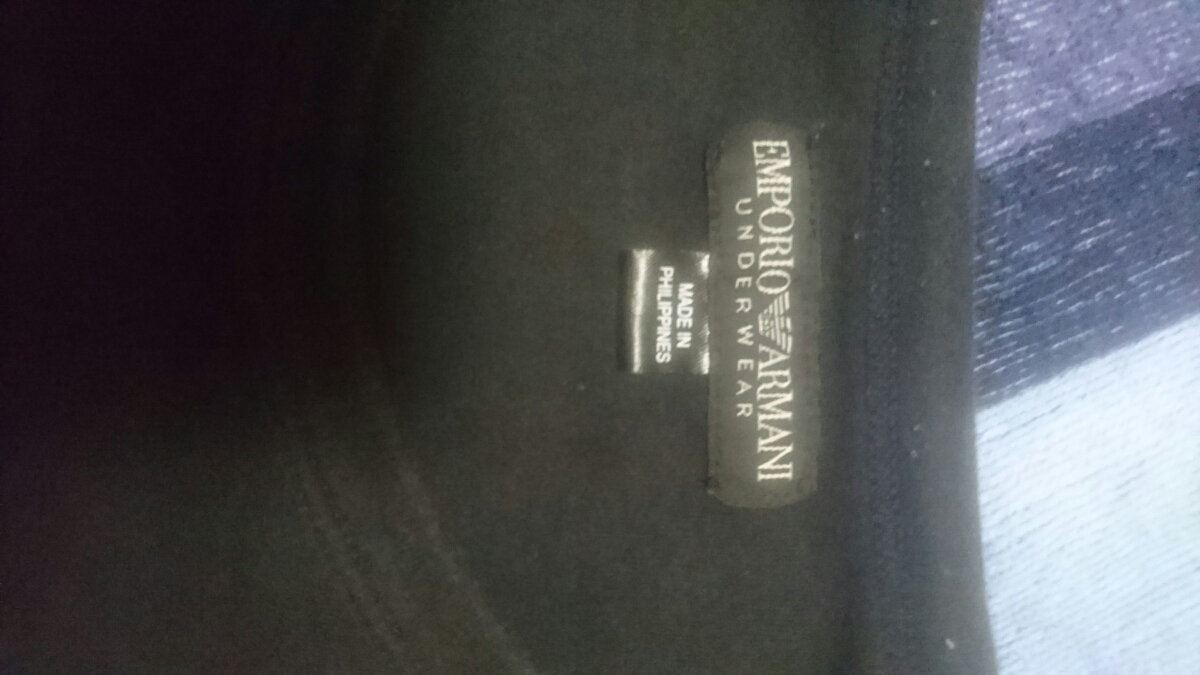 EMPORIO ARMANI
UNDERWEAR
MADE IN
PHILIPPINES